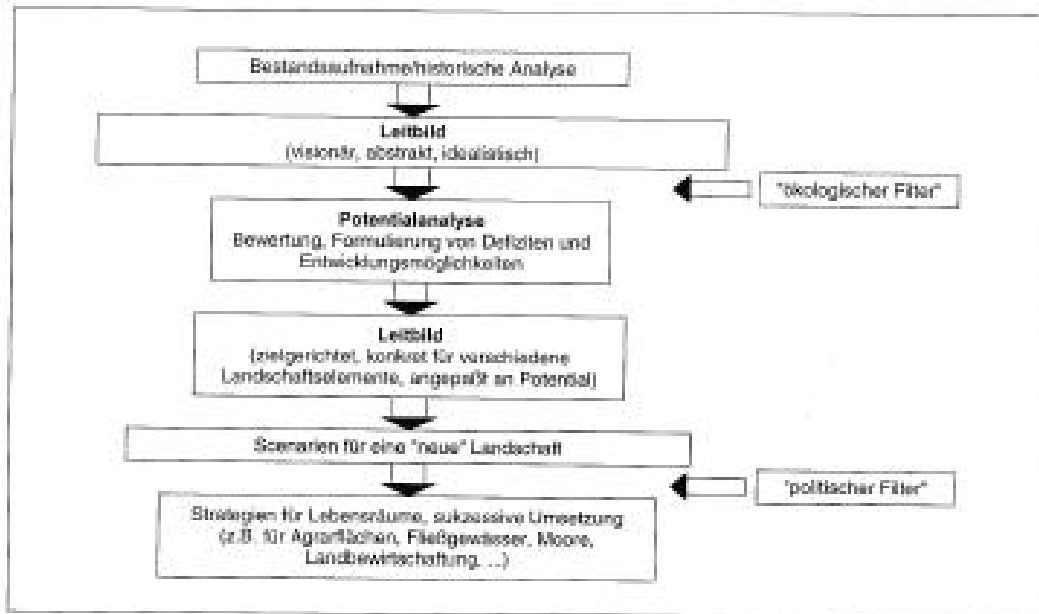 Bestandsaufnahme/historische Analyse
Leitbild
(visionär, abstrakt, idealistisch)
"ökologischer Filter"
Potentialanalyse
Bewertung, Formulierung von Defiziten und
Entwicklungsmöglichkeiten
Leitbild
(zielgerichtet, konkret für verschiedene
Landschaftselemente, angepaßt an Potential)
Scenarien für eine "neue" Landschaft
"politischer Filter"
Strategien für Lebensräume, sukzessive Umsetzung
(z.B. für Agrarflächen, Fließgewässer, Moore,
Landbewirtschaftung, ...)